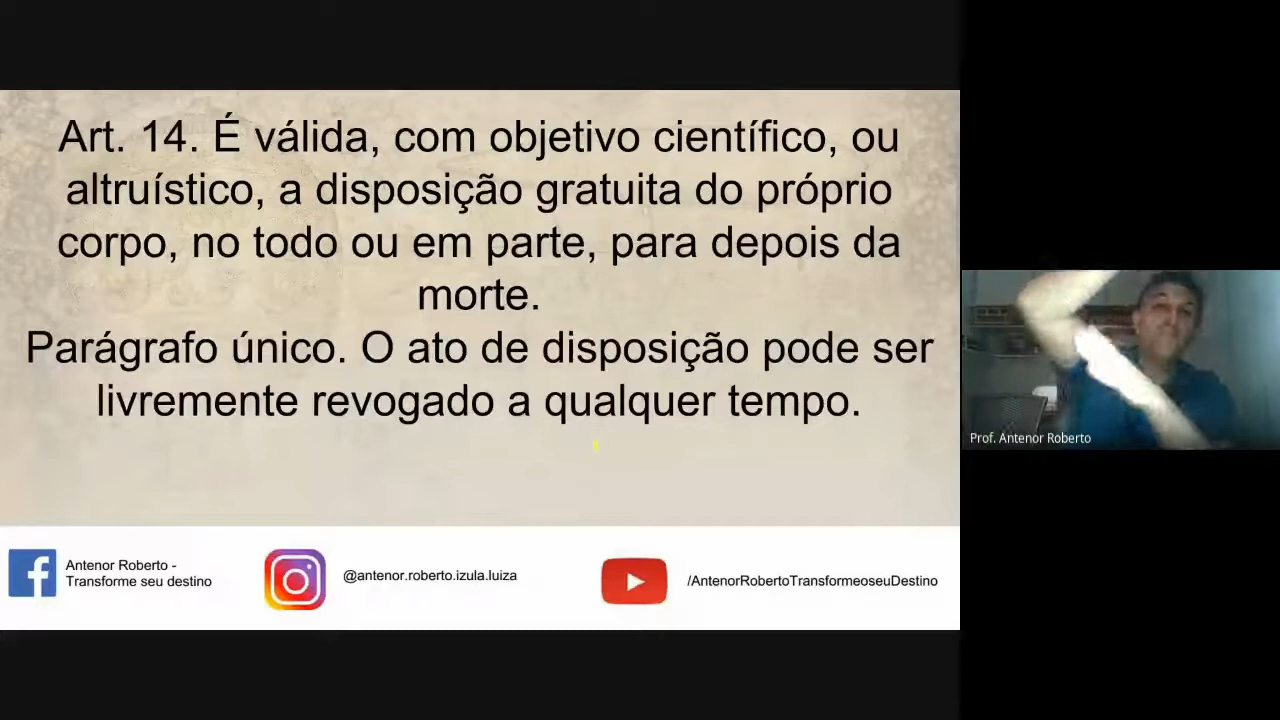 Art. 14. É válida, com objetivo científico, ou
altruístico, a disposição gratuita do próprio
corpo, no todo ou em parte, para depois da
morte.
Parágrafo único. O ato de disposição pode ser
livremente revogado a qualquer tempo.
Prof. Antenor Roberto
Antenor Roberto -
Transforme seu destino
@antenor.roberto.izula.luiza
/AntenorRobertoTransformeoseuDestino